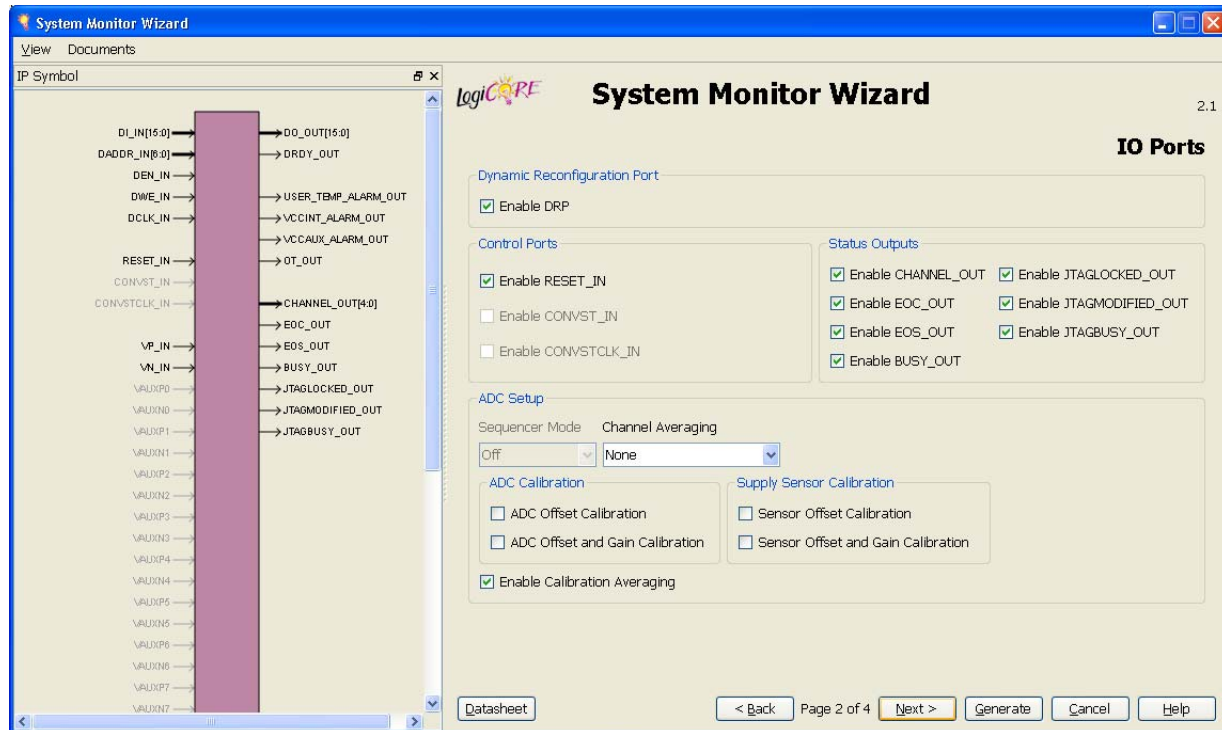 System Monitor Wizard
View Documents
IP Symbol
DI_IN[15:0]
DADDR_IN[6:0]
DEN_IN
DWE_IN
DCLK_IN
RESET_IN
CONVST_IN
CONVSTCLK_IN
VP_IN
VN_IN
VAUXP0
VAUXN0
VAUXP1
VAUXN1
VAUXP2
VAUXN2
VAUXP3
VAUXN3
VAUXP4
VAUXN4
VAUXP5
VAUXN5
VAUXP6
VAUXN6
VAUXP7
VAUXN7
DO_OUT[15:0]
DRDY_OUT
USER_TEMP_ALARM_OUT
VCCINT_ALARM_OUT
VCCAUX_ALARM_OUT
OT_OUT
CHANNEL_OUT[4:0]
EOC_OUT
EOS_OUT
BUSY_OUT
JTAGLOCKED_OUT
JTAGMODIFIED_OUT
JTAGBUSY_OUT
LogiCORE
System Monitor Wizard
2.1
IO Ports
Dynamic Reconfiguration Port
Enable DRP
Control Ports
Enable RESET_IN
Enable CONVST_IN
Enable CONVSTCLK_IN
Status Outputs
Enable CHANNEL_OUT Enable JTAGLOCKED_OUT
Enable EOC_OUT Enable JTAGMODIFIED_OUT
Enable EOS_OUT Enable JTAGBUSY_OUT
Enable BUSY_OUT
ADC Setup
Sequencer Mode Channel Averaging
Off None
ADC Calibration
ADC Offset Calibration
ADC Offset and Gain Calibration
Supply Sensor Calibration
Sensor Offset Calibration
Sensor Offset and Gain Calibration
Enable Calibration Averaging
Datasheet < Back Page 2 of 4 Next > Generate Cancel Help